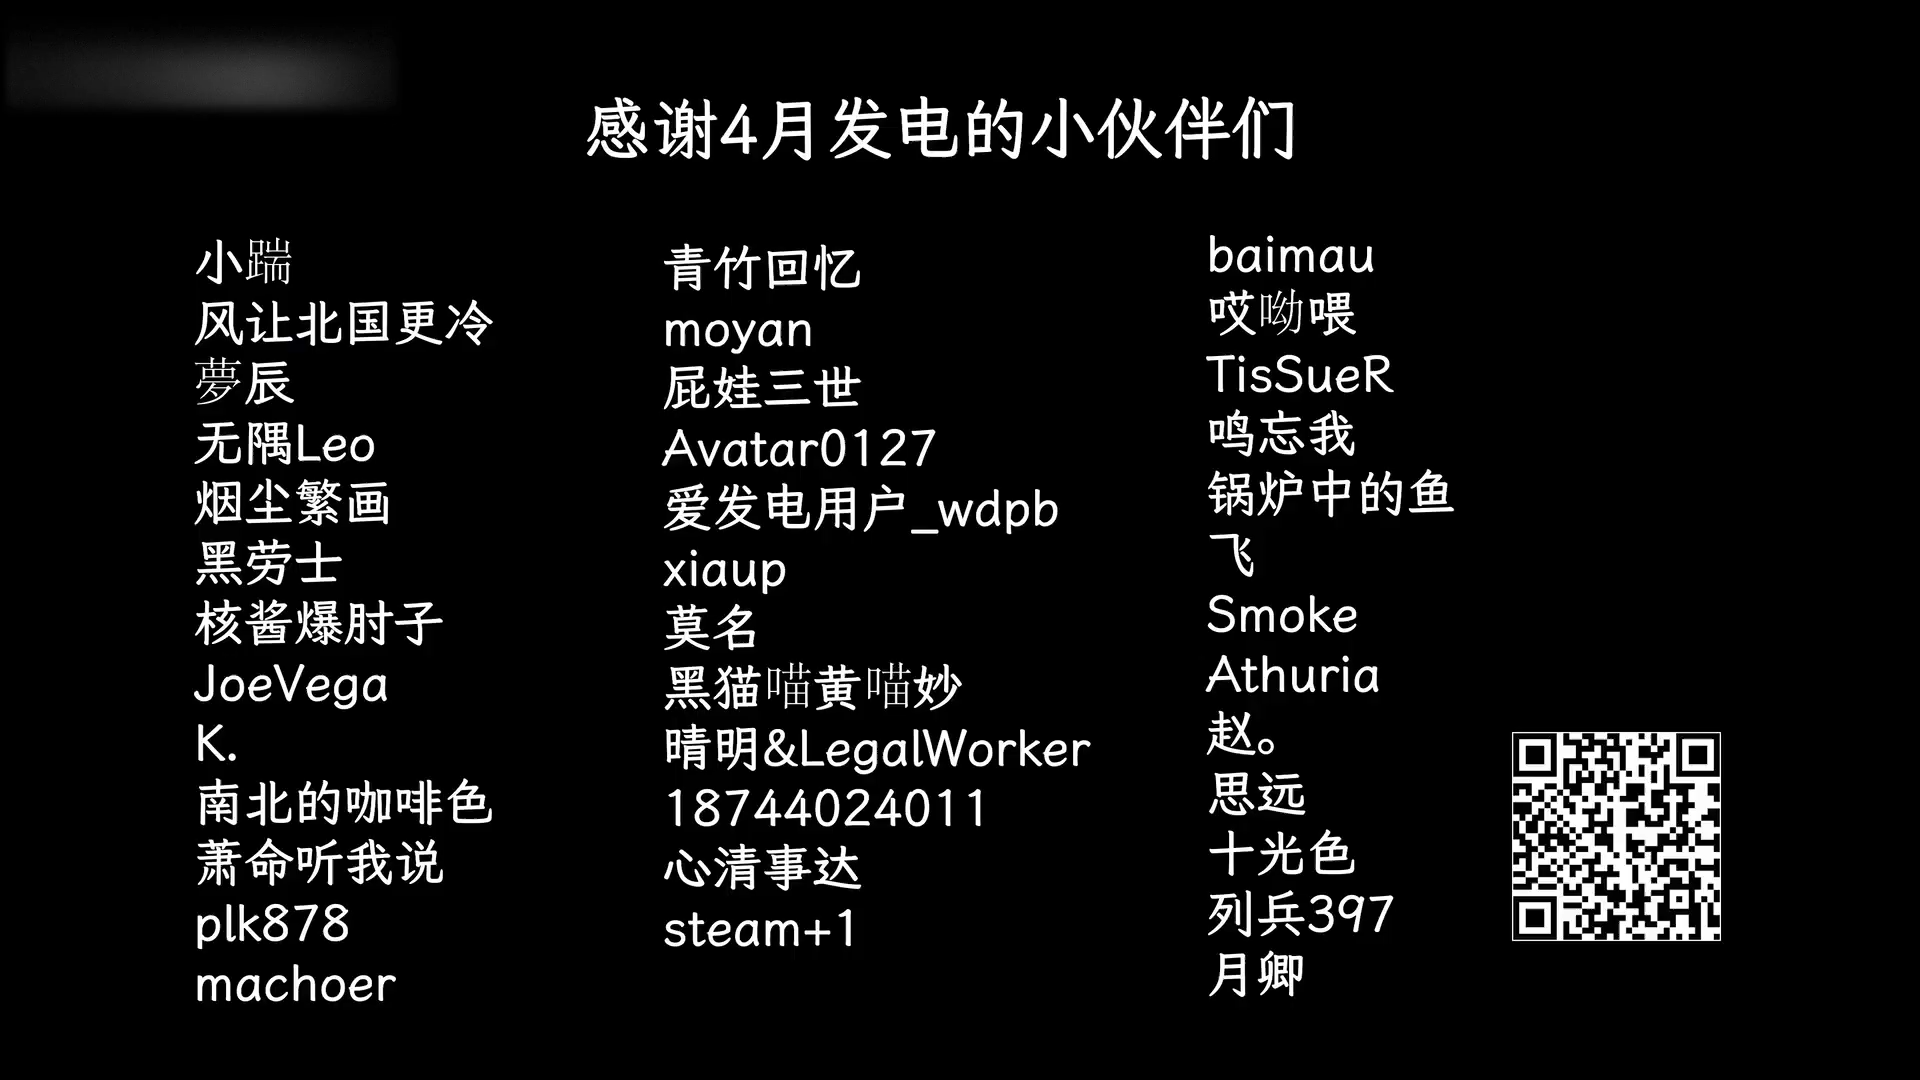 感谢4月发电的小伙伴们
小踹
风让北国更冷
夢辰
无隅Leo
烟尘繁画
黑劳士
核酱爆肘子
JoeVega
K.
南北的咖啡色
萧命听我说
plk878
machoer
青竹回忆
moyan
屁娃三世
Avatar0127
爱发电用户_wdpb
xiaup
莫名
黑猫喵黄喵妙
晴明&LegalWorker
18744024011
心清事达
steam+1
baimau
哎呦喂
TisSueR
鸣忘我
锅炉中的鱼
飞
Smoke
Athuria
赵。
思远
十光色
列兵397
月卿